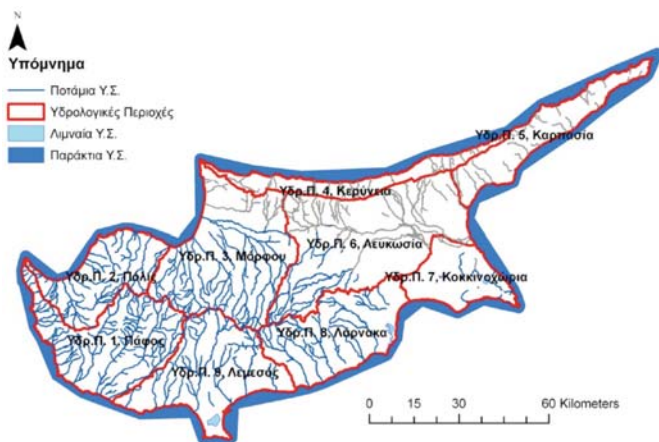 N
Υπόμνημα
Ποτάμια Υ.Σ.
Υδρολογικές Περιοχές
Λιμναία Υ.Σ.
Παράκτια Υ.Σ.
Υδρ.Π. 5, Καρπασία
Υδρ.Π. 4, Κερύνεια
Υδρ.Π. 6, Λευκωσία
Υδρ.Π. 3, Μόρφου
Υδρ.Π. 2, Πόλις
Υδρ.Π. 7, Κοκκινοχώρια
Υδρ.Π. 8, Λάρνακα
Υδρ.Π. 1, Πάφος
Υδρ.Π. 9, Λεμεσός
0 15 30 60 Kilometers